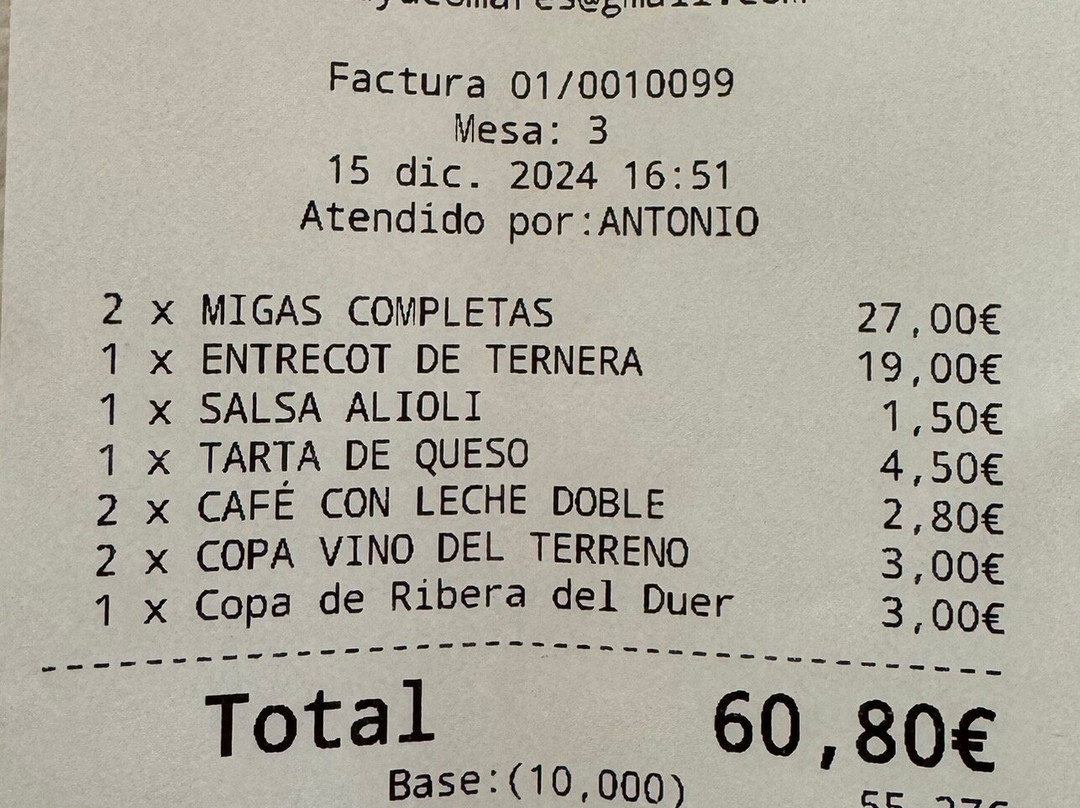 Factura 01/0010099
Mesa: 3
15 dic. 2024 16:51
Atendido por:ANTONIO
2 x MIGAS COMPLETAS 27,00€
1 x ENTRECOT DE TERNERA 19,00€
1 x SALSA ALIOLI 1,50€
1 x TARTA DE QUESO 4,50€
2 x CAFÉ CON LECHE DOBLE 2,80€
2 x COPA VINO DEL TERRENO 3,00€
1 x Copa de Ribera del Duer 3,00€
Total 60,80€
Base:(10,000)